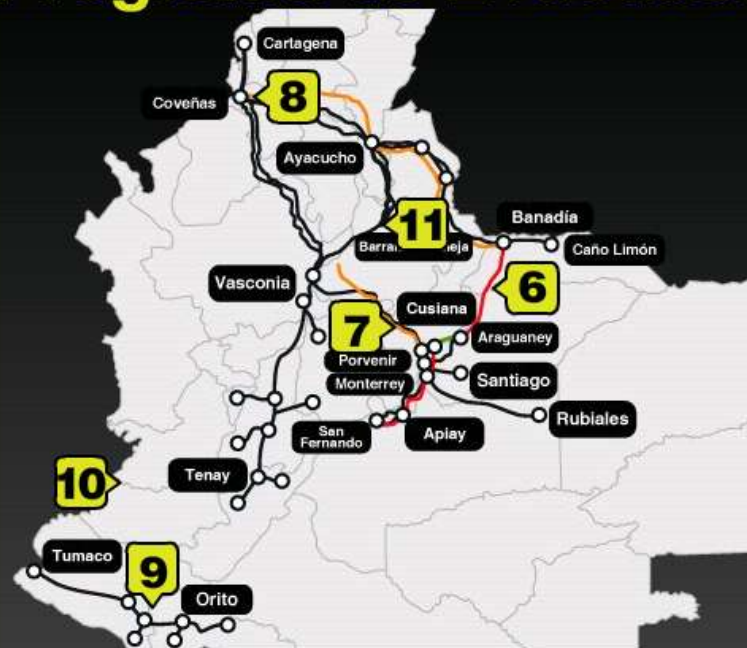 Cartagena
8
Coveñas
Ayacucho
11
Banadía
Caño Limón
Vasconia
6
Cusiana
7
Araguaney
Porvenir
Monterrey
Santiago
Rubiales
San
Fernando
Apiay
10
Tenay
Tumaco
9
Orito